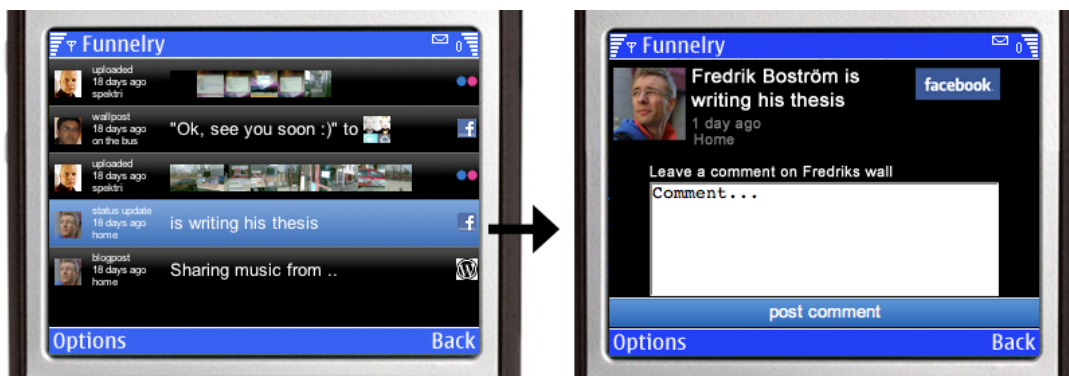 Funnelry
0
uploaded
18 days ago
spektri
wallpost
18 days ago
on the bus
"Ok, see you soon :)" to
f
uploaded
18 days ago
spektri
status update
18 days ago
home
is writing his thesis
f
blogpost
18 days ago
home
Sharing music from ..
W
Options
Back
Funnelry
0
Fredrik Boström is
writing his thesis
1 day ago
Home
facebook
Leave a comment on Fredriks wall
Comment...
post comment
Options
Back